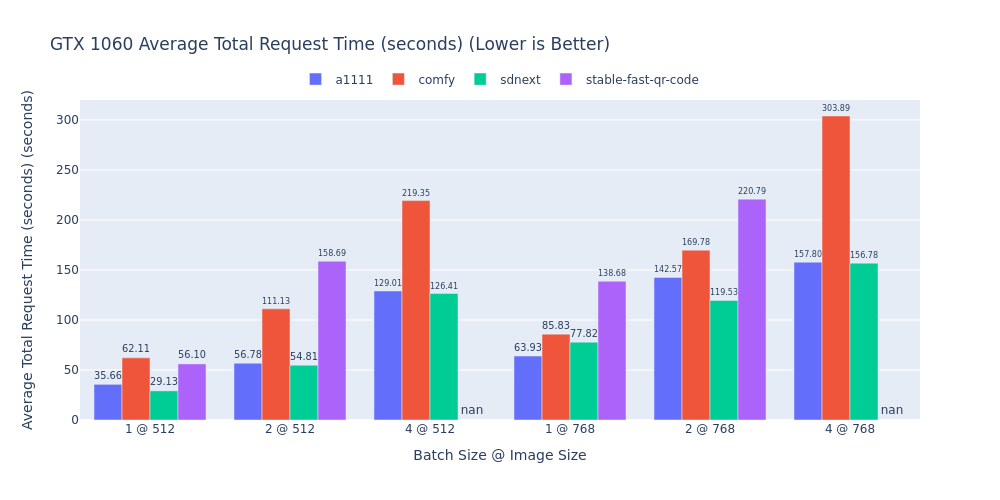 GTX 1060 Average Total Request Time (seconds) (Lower is Better)
a1111 comfy sdnext stable-fast-qr-code
Average Total Request Time (seconds) (seconds)
300
250
200
150
100
50
0
35.66 62.11 29.13 56.10
56.78 111.13 54.81 158.69
129.01 219.35 126.41 nan
63.93 85.83 77.82 138.68
142.57 169.78 119.53 220.79
157.80 303.89 156.78 nan
1 @ 512 2 @ 512 4 @ 512 1 @ 768 2 @ 768 4 @ 768
Batch Size @ Image Size